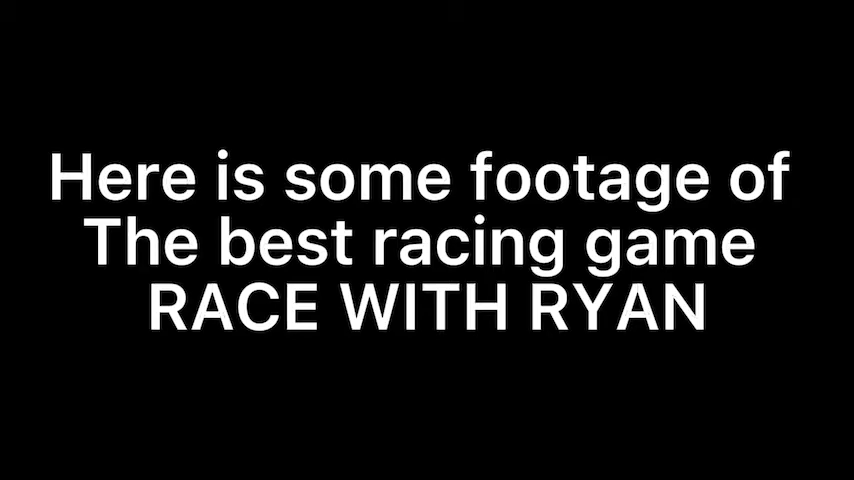 Here is some footage of
The best racing game
RACE WITH RYAN